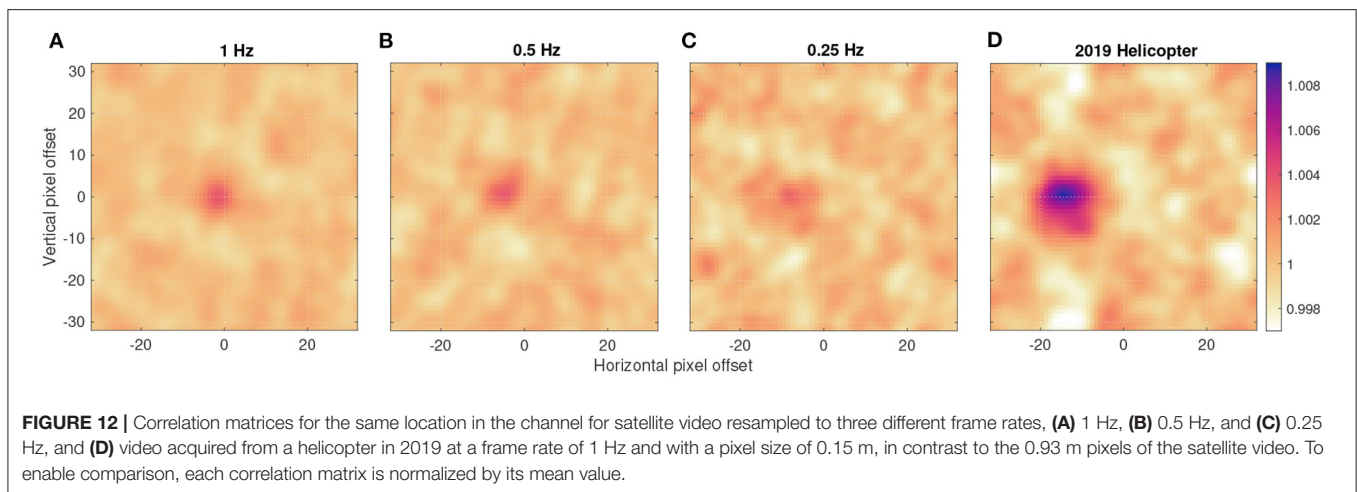 A
1 Hz
B
0.5 Hz
C
0.25 Hz
D
2019 Helicopter
30
20
10
0
-10
-20
-30
Vertical pixel offset
-20 0 20
-20 0 20
-20 0 20
-20 0 20
Horizontal pixel offset
1.008
1.006
1.004
1.002
1
0.998
FIGURE 12 | Correlation matrices for the same location in the channel for satellite video resampled to three different frame rates, (A) 1 Hz, (B) 0.5 Hz, and (C) 0.25
Hz, and (D) video acquired from a helicopter in 2019 at a frame rate of 1 Hz and with a pixel size of 0.15 m, in contrast to the 0.93 m pixels of the satellite video. To
enable comparison, each correlation matrix is normalized by its mean value.